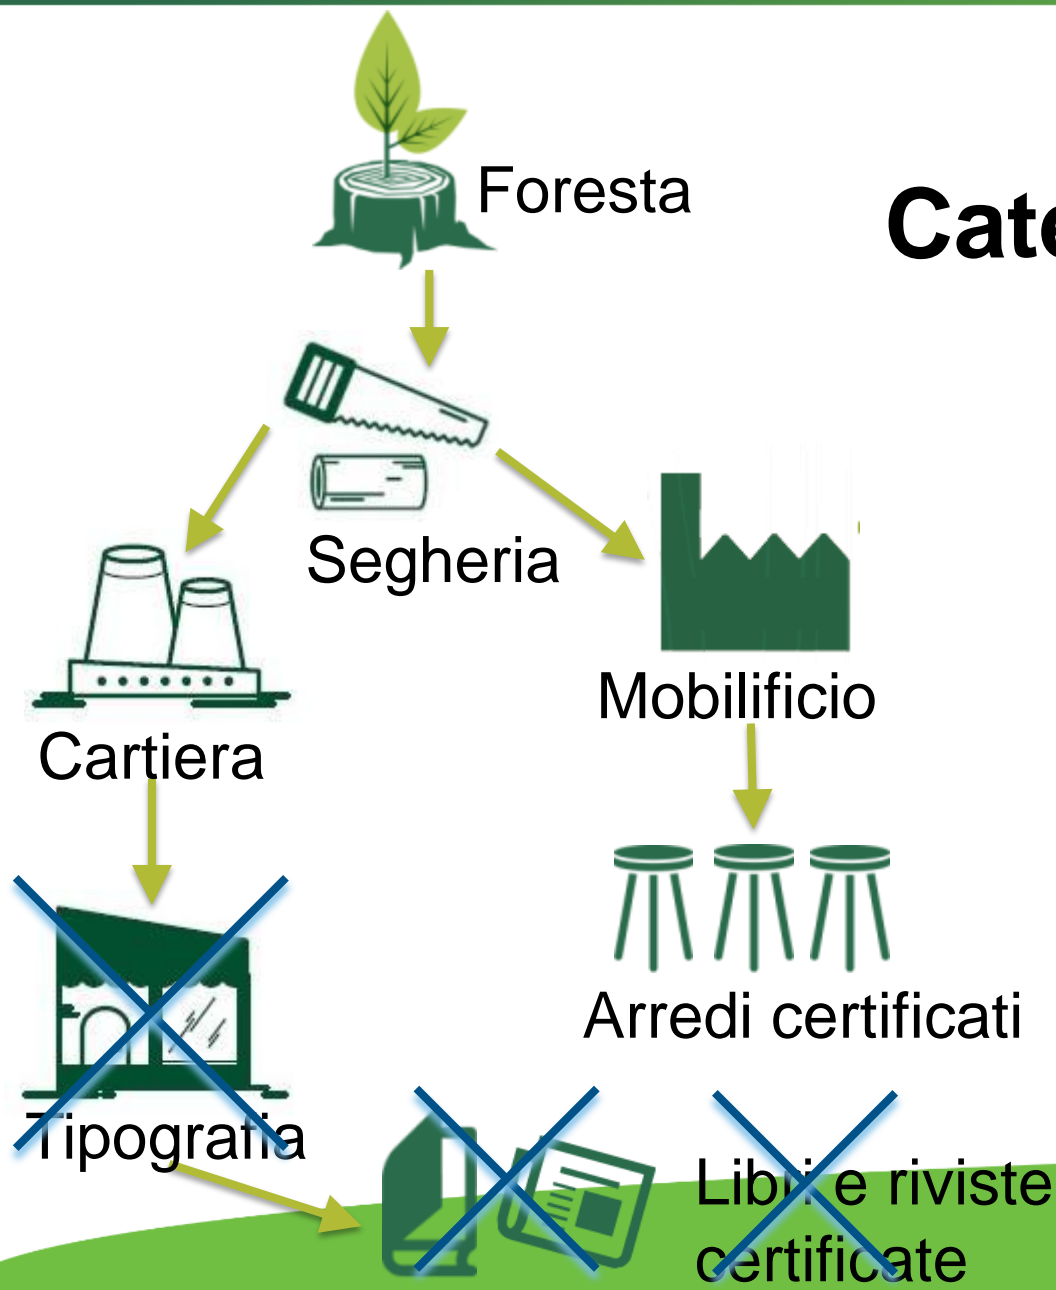 Foresta
Cate
Segheria
Mobilificio
Cartiera
Arredi certificati
Tipografia
Libri e riviste
certificate